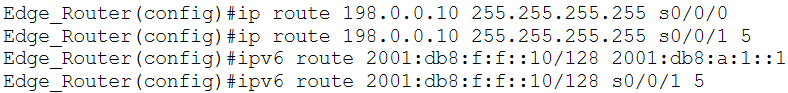 Edge_Router(config)#ip route 198.0.0.10 255.255.255.255 s0/0/0
Edge_Router(config)#ip route 198.0.0.10 255.255.255.255 s0/0/1 5
Edge_Router(config)#ipv6 route 2001:db8:f:f::10/128 2001:db8:a:1::1
Edge_Router(config)#ipv6 route 2001:db8:f:f::10/128 s0/0/1 5